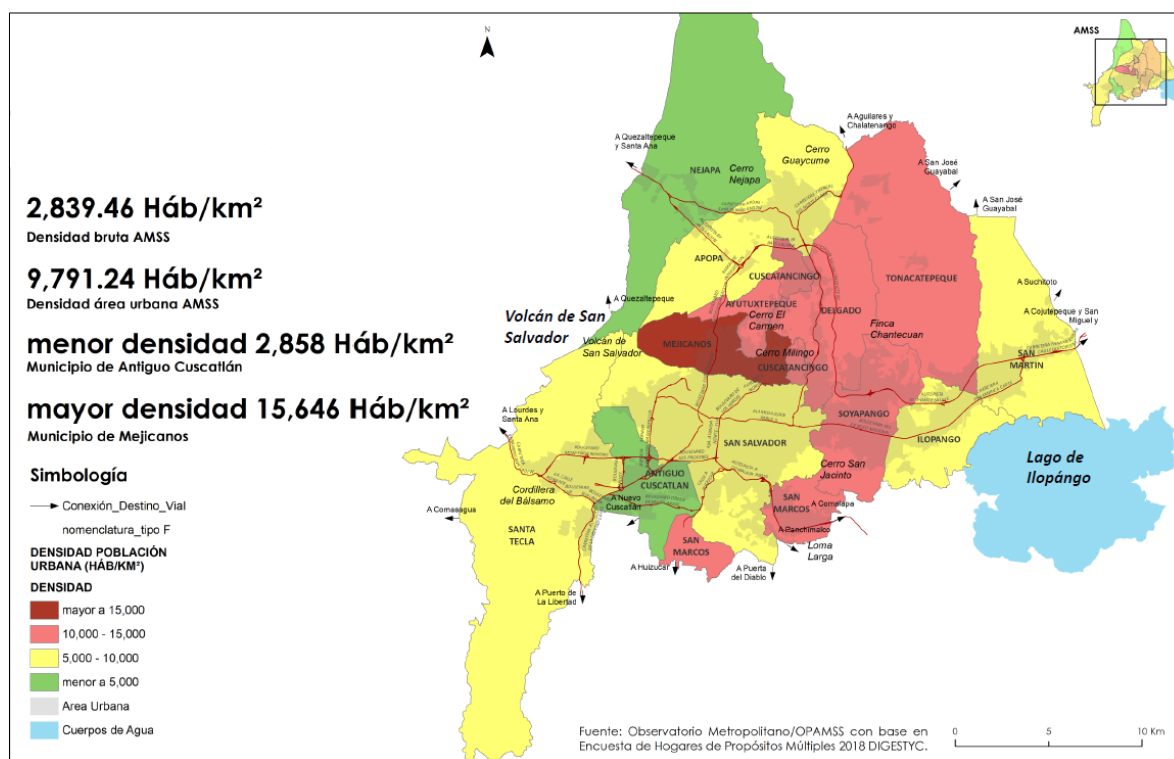 AMSS
N
A Aguilares y
Chalatenango
A Quezaltepeque
y Santa Ana
Cerro
Guaycume
NEJAPA
Cerro
Nejapa
A San José
Guayabal
A San José
Guayabal
2,839.46 Háb/km²
Densidad bruta AMSS
9,791.24 Háb/km²
Densidad área urbana AMSS
menor densidad 2,858 Háb/km²
Municipio de Antiguo Cuscatlán
mayor densidad 15,646 Háb/km²
Municipio de Mejicanos
APOPA
CUSCATANCINGO
TONACATEPEQUE
A Suchitoto
A Quezaltepeque
AYUTUXTEPEQUE
DELGADO
A Cojutepeque y San
Miguel y
Volcán de San
Salvador
Cerro El
Carmen
Finca
Chantecuan
Volcán de
San Salvador
MEJICANOS
Cerro Milingo
CUSCATANCINGO
SAN
MARTIN
A Lourdes y
Santa Ana
SOYAPANGO
SAN SALVADOR
ILOPANGO
Lago de
Ilopángo
Cerro San
Jacinto
ANTIGUO
CUSCATLAN
Cordillera
del Bálsamo
A Nuevo
Cuscatlán
SAN
MARCOS
A Comalapa
A Comasagua
SANTA
TECLA
A Panchimalco
SAN
MARCOS
Loma
Larga
A Huizucar
A Puerta
del Diablo
A Puerto de
La Libertad
Simbología
Conexión_Destino_Vial
nomenclatura_tipo F
DENSIDAD POBLACIÓN
URBANA (HÁB/KM²)
DENSIDAD
mayor a 15,000
10,000 - 15,000
5,000 - 10,000
menor a 5,000
Area Urbana
Cuerpos de Agua
Fuente: Observatorio Metropolitano/OPAMSS con base en
Encuesta de Hogares de Propósitos Múltiples 2018 DIGESTYC.
0 5 10 Km